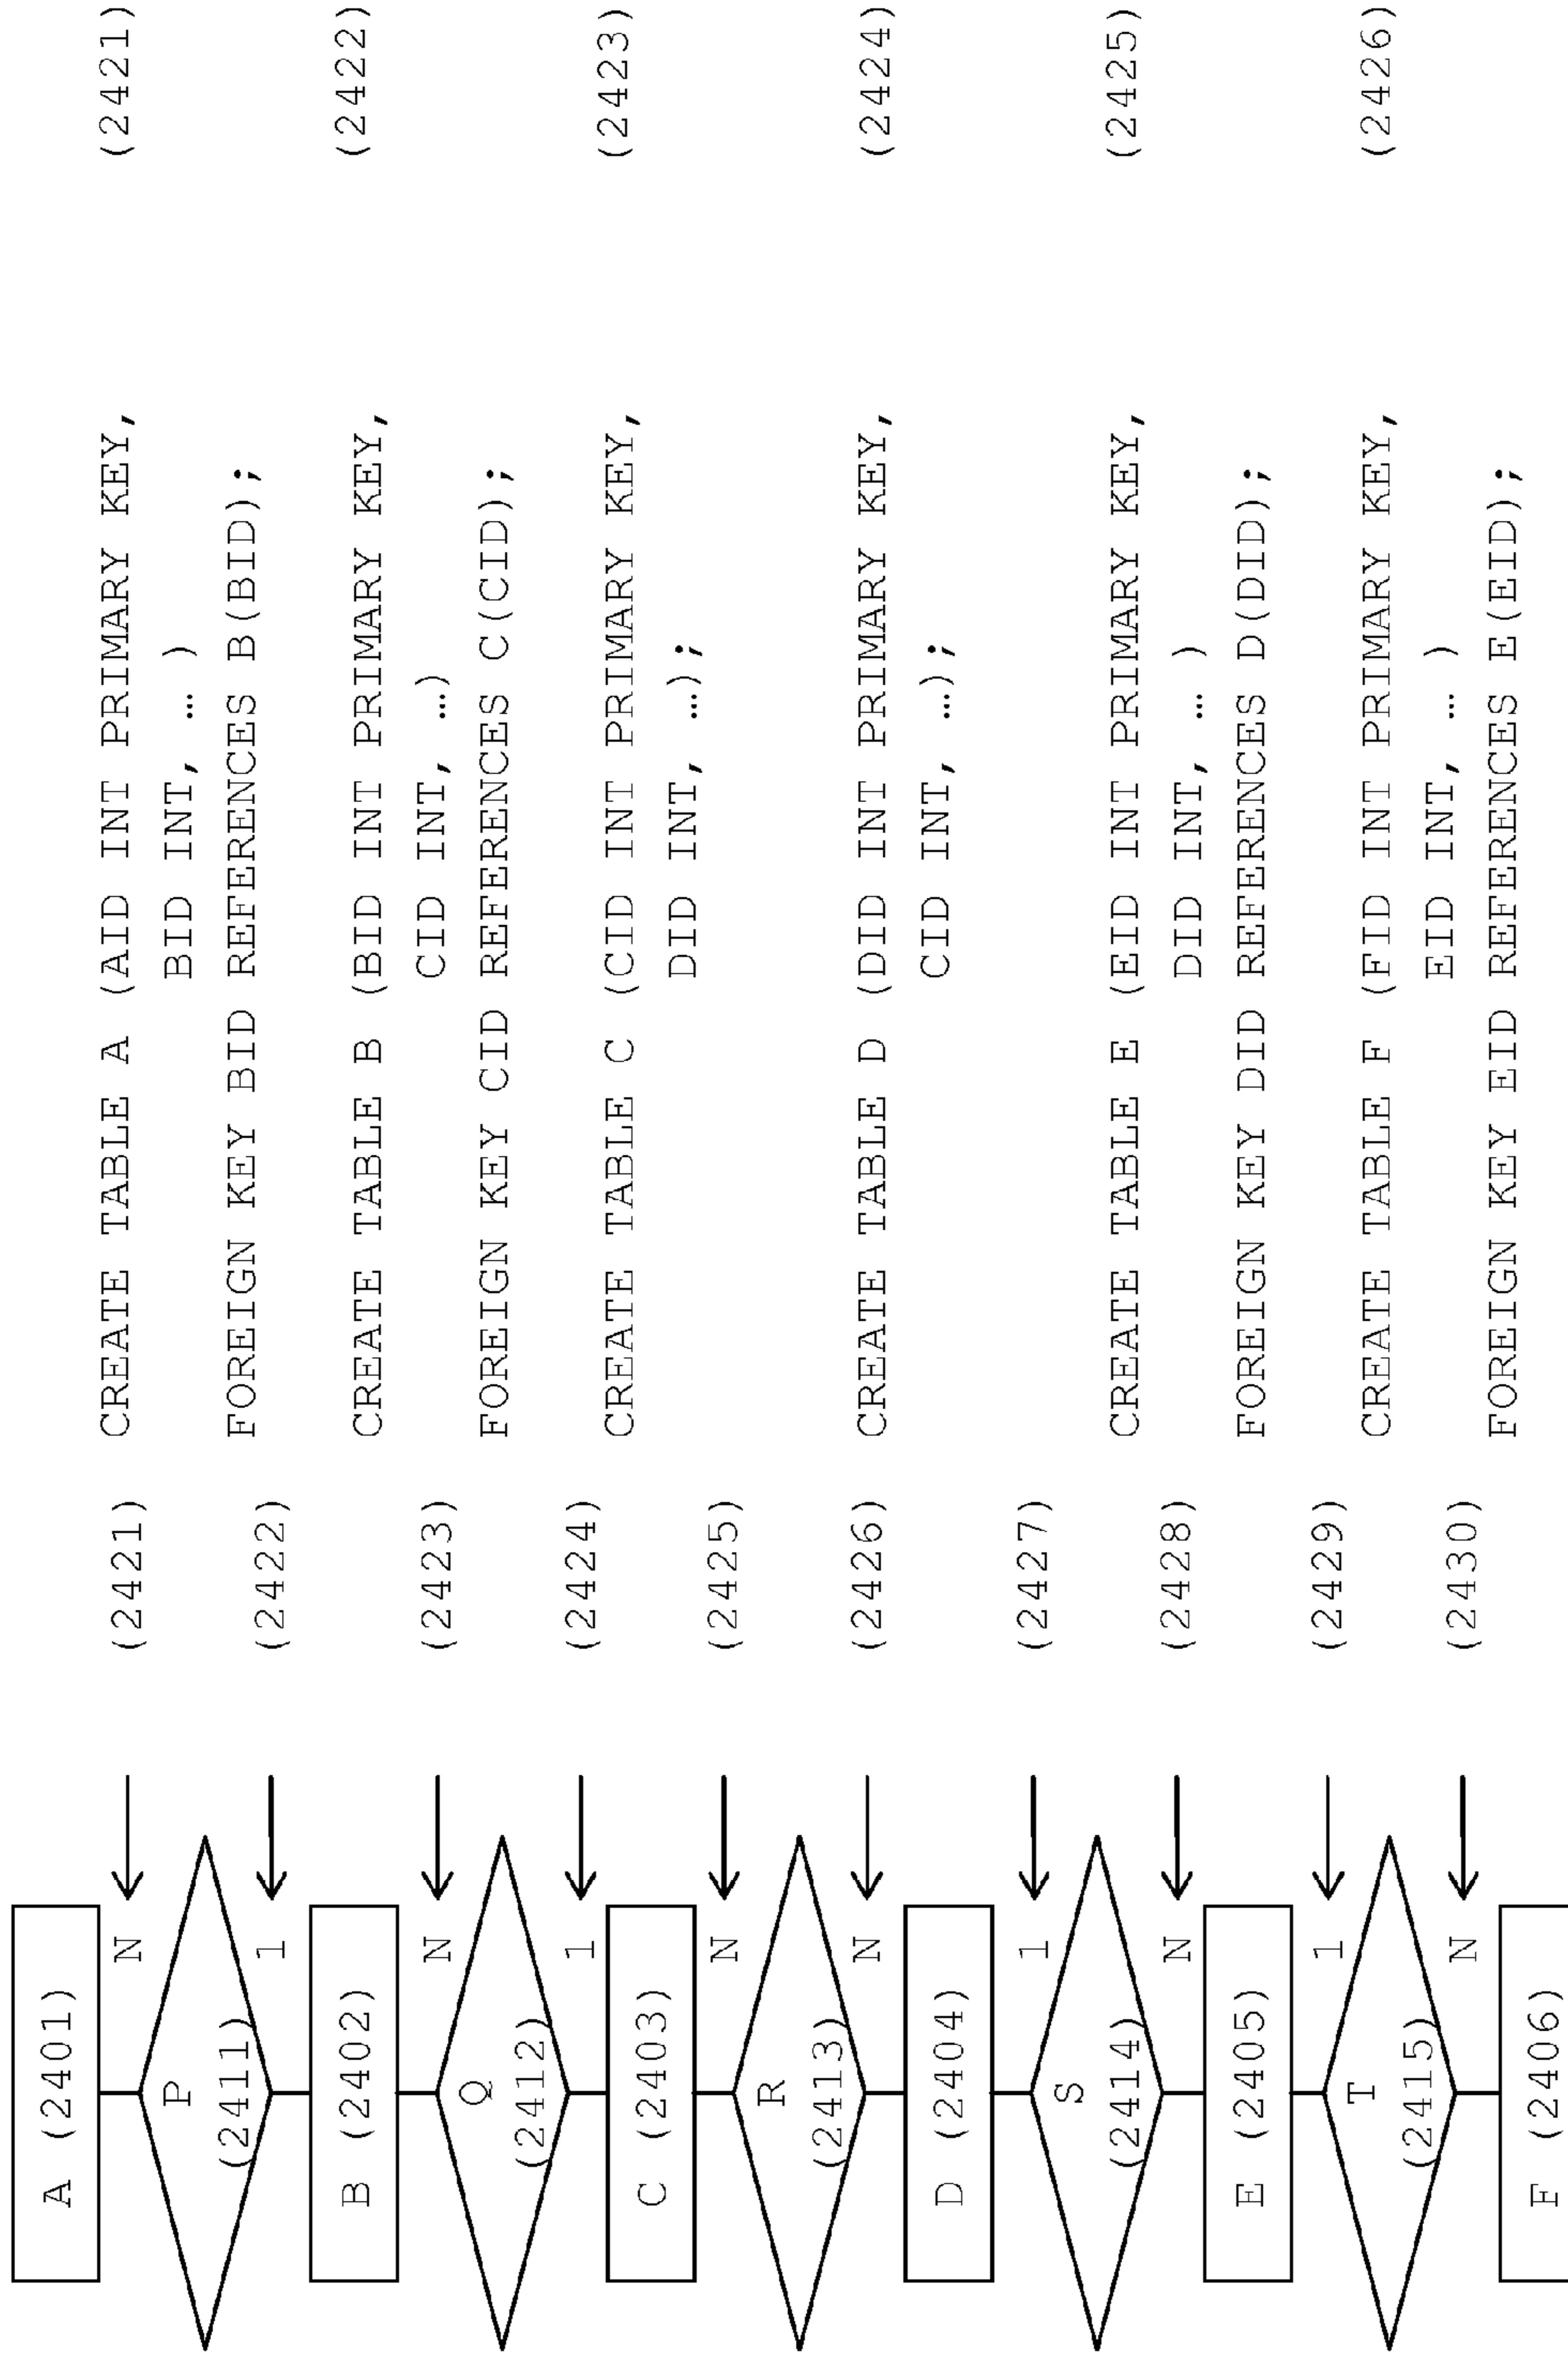 A (2401)
N
(2421)
P
(2411)
1
(2422)
B (2402)
N
(2423)
Q
(2412)
1
(2424)
C (2403)
N
(2425)
R
(2413)
N
(2426)
D (2404)
1
(2427)
S
(2414)
N
(2428)
E (2405)
1
(2429)
T
(2415)
N
(2430)
F (2406)
CREATE TABLE A (AID INT PRIMARY KEY, (2421)
BID INT, … )
FOREIGN KEY BID REFERENCES B(BID);
CREATE TABLE B (BID INT PRIMARY KEY, (2422)
CID INT, …)
FOREIGN KEY CID REFERENCES C(CID);
CREATE TABLE C (CID INT PRIMARY KEY, (2423)
DID INT, …);
CREATE TABLE D (DID INT PRIMARY KEY, (2424)
CID INT, …);
CREATE TABLE E (EID INT PRIMARY KEY, (2425)
DID INT, … )
FOREIGN KEY DID REFERENCES D(DID);
CREATE TABLE F (FID INT PRIMARY KEY, (2426)
EID INT, … )
FOREIGN KEY EID REFERENCES E(EID);